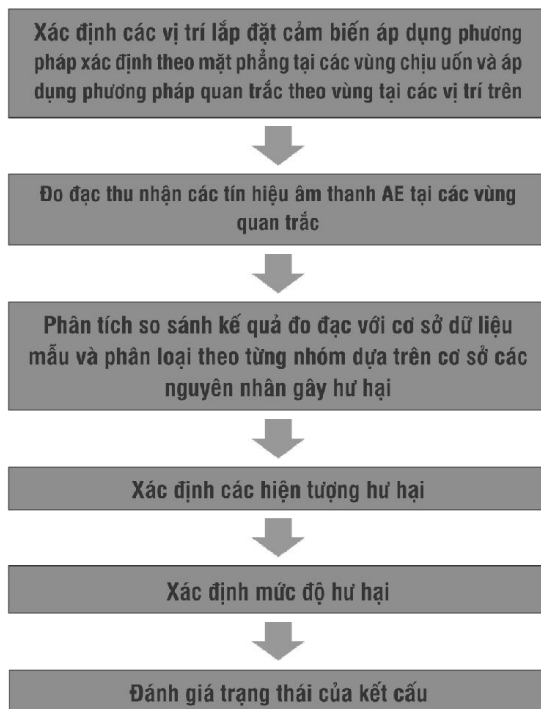 Xác định các vị trí lắp đặt cảm biến áp dụng phương
pháp xác định theo mặt phẳng tại các vùng chịu uốn và áp
dụng phương pháp quan trắc theo vùng tại các vị trí trên
Đo đạc thu nhận các tín hiệu âm thanh AE tại các vùng
quan trắc
Phân tích so sánh kế quả đo đạc với cơ sở dữ liệu
mẫu và phân loại theo từng nhóm dựa trên cơ sở các
nguyên nhân gây hư hại
Xác định các hiện tượng hư hại
Xác định mức độ hư hại
Đánh giá trạng thái của kết cấu